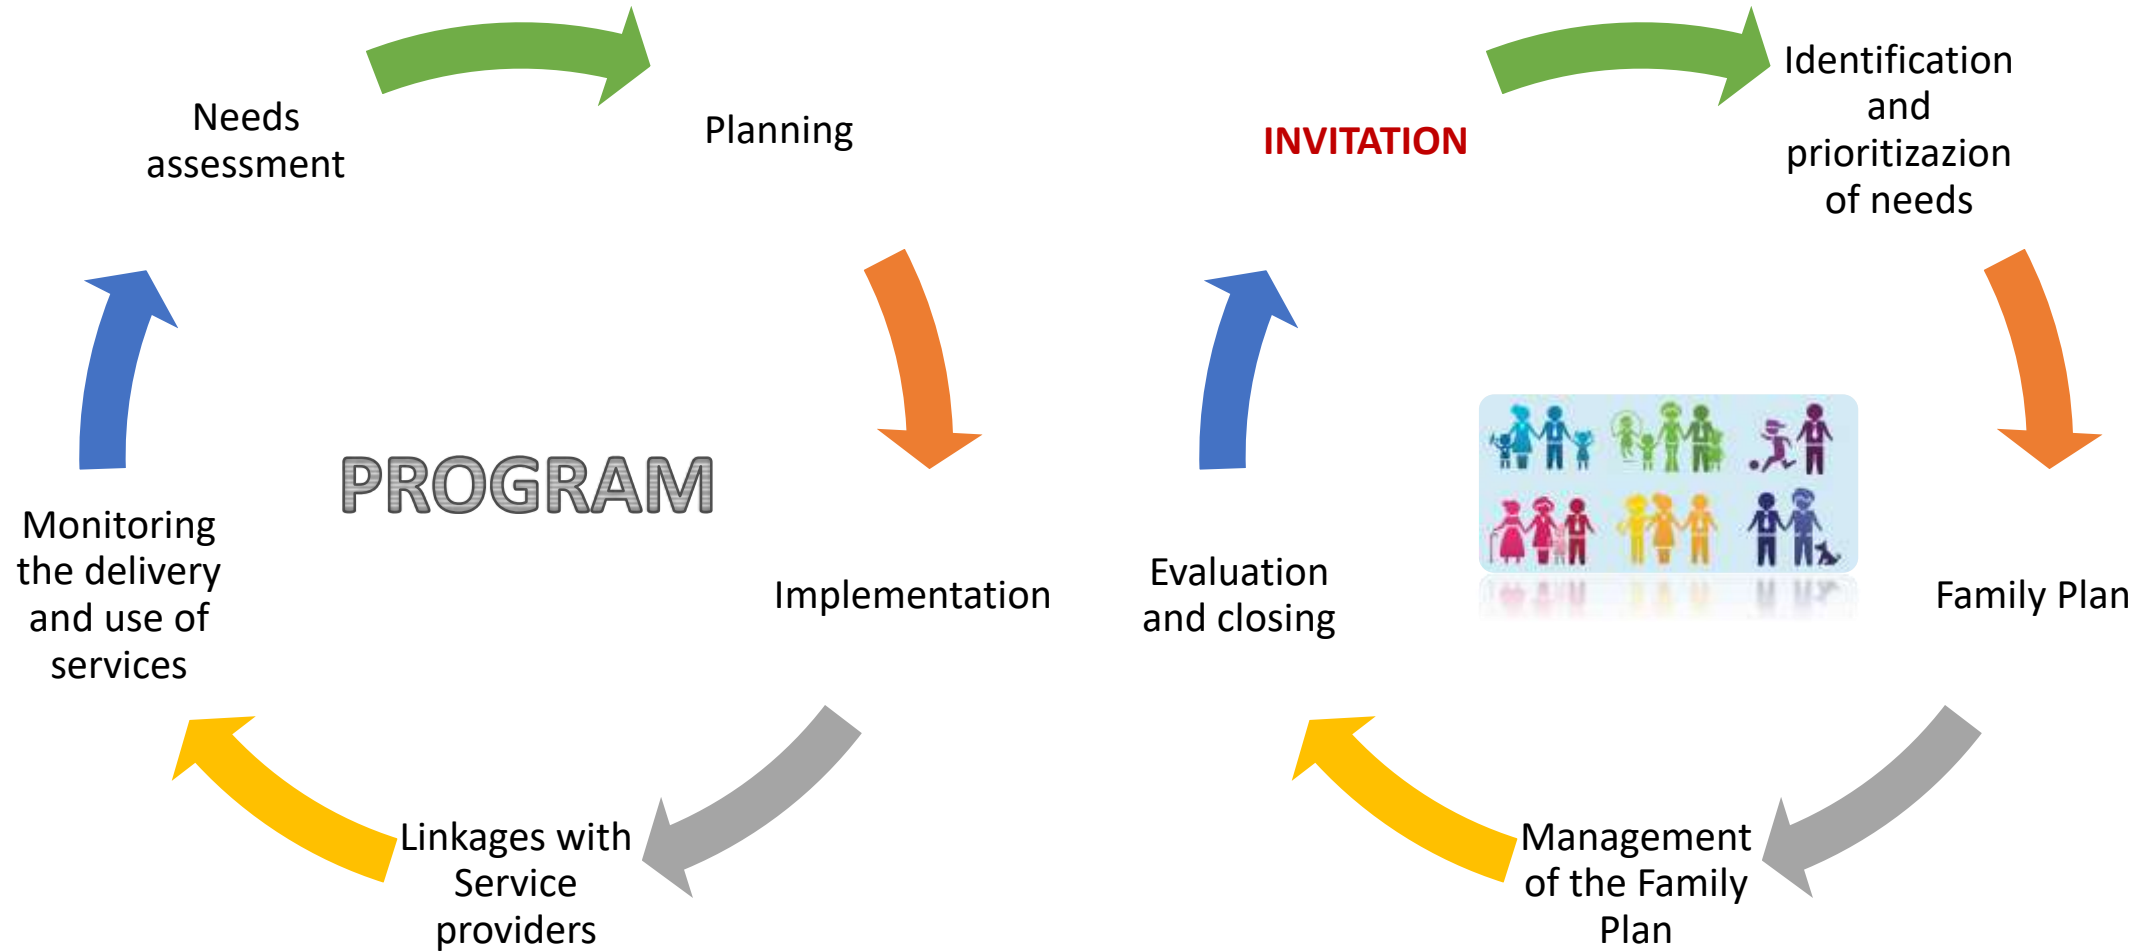 Needs
assessment
Planning
Implementation
Linkages with
Service
providers
Monitoring
the delivery
and use of
services
PROGRAM
INVITATION
Identification
and
prioritizazion
of needs
Family Plan
Management
of the Family
Plan
Evaluation
and closing